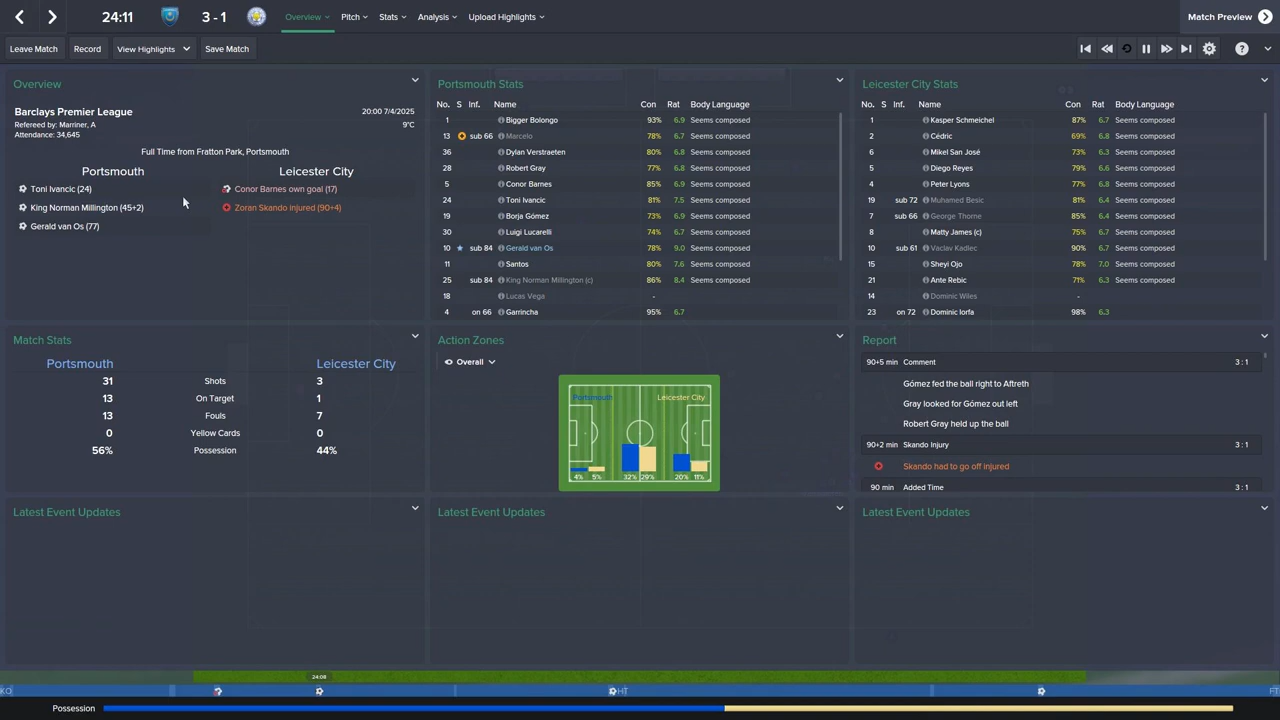 24:11
3 - 1
Overview
Pitch
Stats
Analysis
Upload Highlights
Match Preview
Leave Match
Record
View Highlights
Save Match
Overview
Barclays Premier League
20:00 7/4/2025
Refereed by: Marriner, A
9°C
Attendance: 34,645
Full Time from Fratton Park, Portsmouth
Portsmouth
Leicester City
Toni Ivancic (24)
Conor Barnes own goal (17)
King Norman Millington (45+2)
Zoran Skando injured (90+4)
Gerald van Os (77)
Portsmouth Stats
No. S Inf. Name Con Rat Body Language
1 Bigger Bolongo 93% 6.9 Seems composed
13 sub 66 Marcelo 78% 6.7 Seems composed
36 Dylan Verstraeten 80% 6.8 Seems composed
28 Robert Gray 77% 6.8 Seems composed
5 Conor Barnes 85% 6.9 Seems composed
24 Toni Ivancic 81% 7.5 Seems composed
19 Borja Gómez 73% 6.9 Seems composed
30 Luigi Lucarelli 74% 6.7 Seems composed
10 sub 84 Gerald van Os 78% 9.0 Seems composed
11 Santos 80% 7.6 Seems composed
25 sub 84 King Norman Millington (c) 86% 8.4 Seems composed
18 Lucas Vega -
4 on 66 Garrincha 95% 6.7
Leicester City Stats
No. S Inf. Name Con Rat Body Language
1 Kasper Schmeichel 87% 6.7 Seems composed
2 Cédric 69% 6.8 Seems composed
6 Mikel San José 73% 6.3 Seems composed
5 Diego Reyes 79% 6.6 Seems composed
4 Peter Lyons 77% 6.8 Seems composed
19 sub 72 Muhamed Besic 81% 6.4 Seems composed
7 sub 66 George Thorne 85% 6.4 Seems composed
8 Matty James (c) 75% 6.7 Seems composed
10 sub 61 Vaclav Kadlec 90% 6.7 Seems composed
15 Sheyi Ojo 78% 7.0 Seems composed
21 Ante Rebic 71% 6.3 Seems composed
14 Dominic Wiles -
23 on 72 Dominic Iorfa 98% 6.3
Match Stats
Portsmouth
Leicester City
31 Shots 3
13 On Target 1
13 Fouls 7
0 Yellow Cards 0
56% Possession 44%
Action Zones
Overall
Portsmouth
Leicester City
4% 5% 32% 29% 20% 11%
Report
90+5 min Comment 3 : 1
Gómez fed the ball right to Aftreth
Gray looked for Gómez out left
Robert Gray held up the ball
90+2 min Skando Injury 3 : 1
Skando had to go off injured
90 min Added Time 3 : 1
Latest Event Updates
Latest Event Updates
Latest Event Updates
24:08
KO
HT
FT
Possession